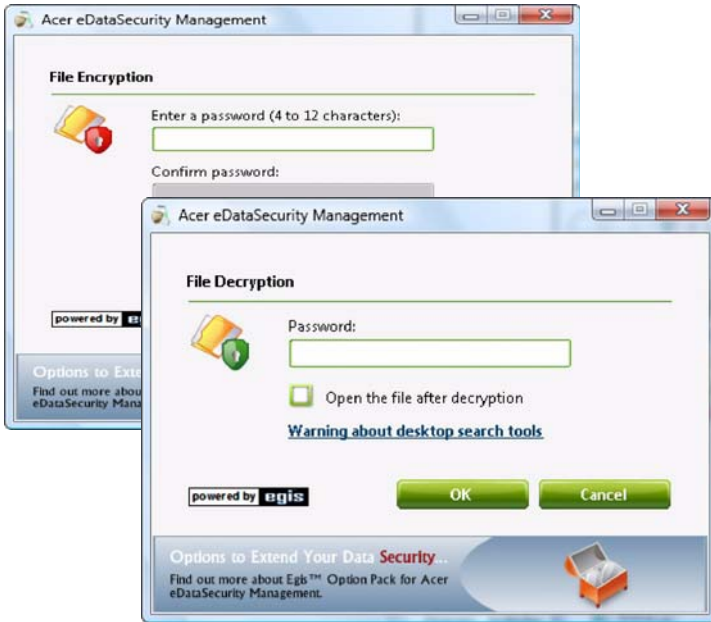 Acer eDataSecurity Management
File Encryption
Enter a password (4 to 12 characters):
Confirm password:
powered by
Options to
Find out more
eDataSecurity
Acer eDataSecurity Management
File Decryption
Password:
Open the file after decryption
Warning about desktop search tools
powered by egis
OK Cancel
Options to Extend Your Data Security...
Find out more about Egis™ Option Pack for Acer
eDataSecurity Management.